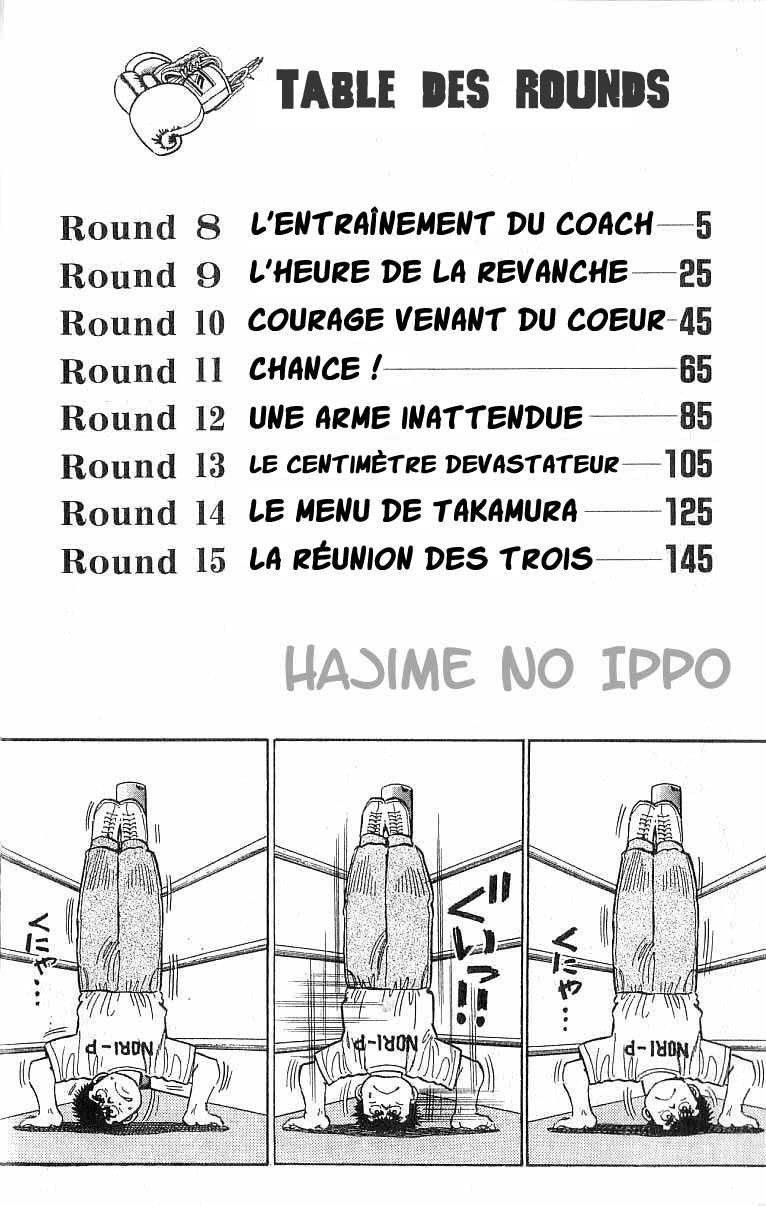 TABLE DES ROUNDS
Round 8 L'ENTRAÎNEMENT DU COACH 5
Round 9 L'HEURE DE LA REVANCHE 25
Round 10 COURAGE VENANT DU COEUR 45
Round 11 CHANCE ! 65
Round 12 UNE ARME INATTENDUE 85
Round 13 LE CENTIMÈTRE DEVASTATEUR 105
Round 14 LE MENU DE TAKAMURA 125
Round 15 LA RÉUNION DES TROIS 145
HAJIME NO IPPO
くにゃ…
ぐいっ!!
くにゃ…
NORI-P
NORI-P
NORI-P